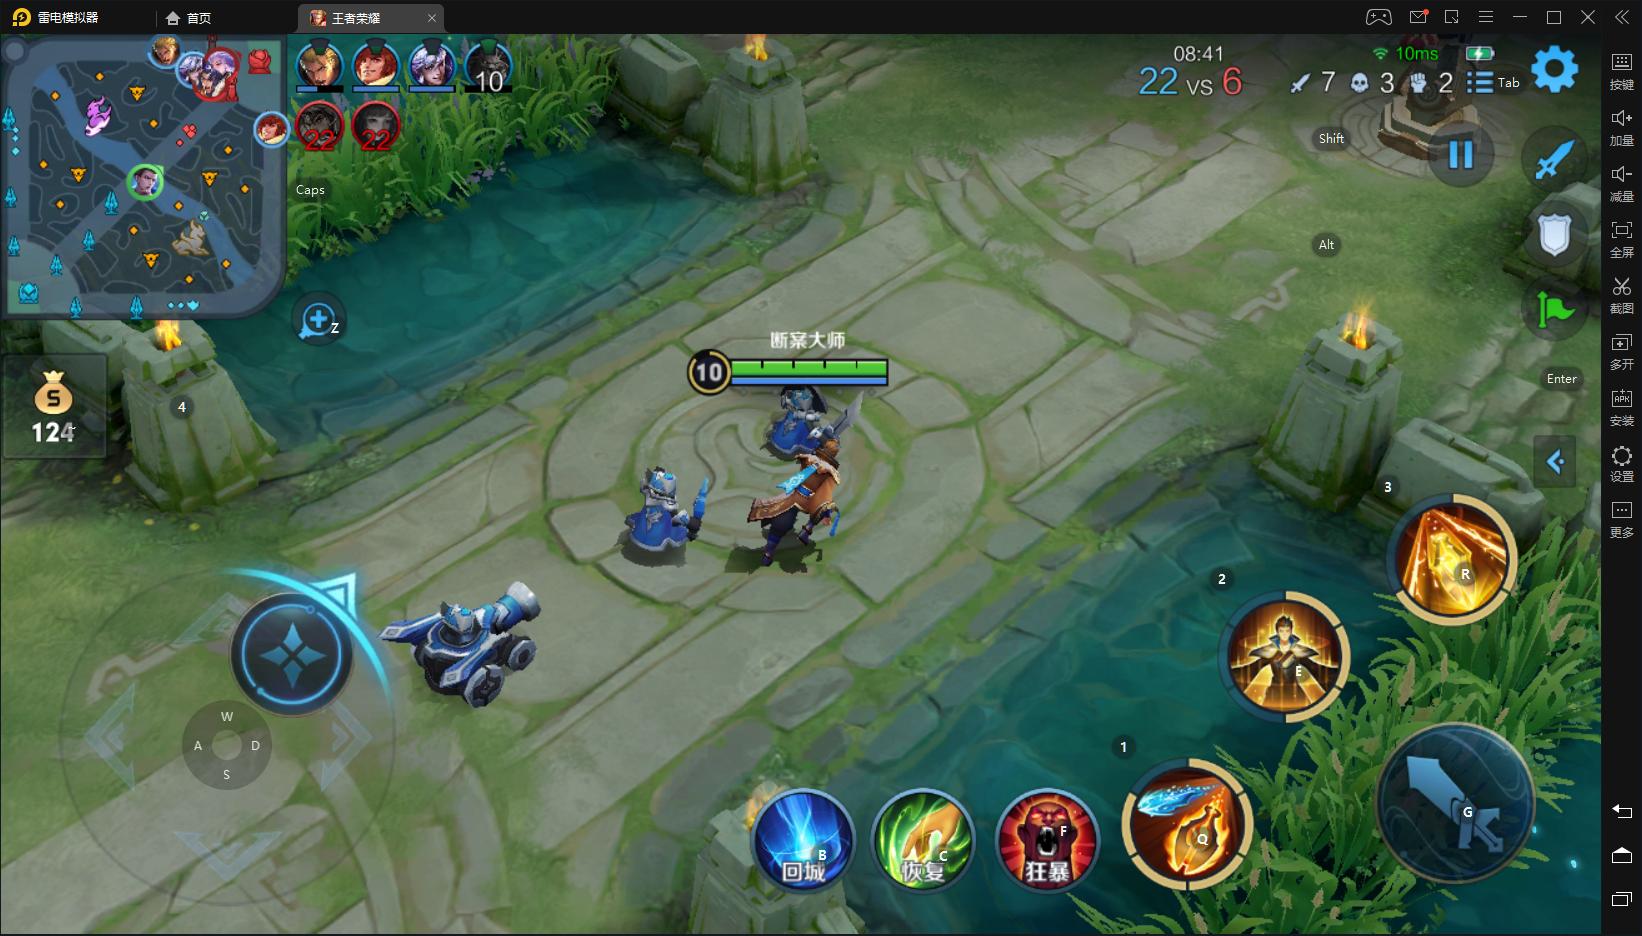 雷电模拟器
首页
王者荣耀
10
22
22
08:41
22 vs 6
10ms
7
3
2
Tab
Shift
Caps
Alt
Z
Enter
断案大师
10
4
124
3
R
2
E
1
Q
W
A
D
S
B
回城
C
恢复
F
狂暴
G
按键
加量
减量
全屏
截图
多开
APK
安装
设置
更多